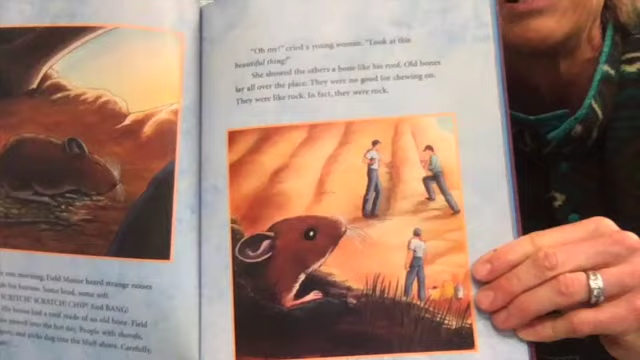 one morning, Field Mouse heard strange noises
his burrow. Some loud, some soft.
SCRITCH! SCRATCH! CHIP! And BANG!
His house had a roof made of an old bone. Field
moved into the hot day. People with shovels,
and picks dug into the bluff above. Carefully,
"Oh my!" cried a young woman. "Look at this
beautiful thing!"
She showed the others a bone like his roof. Old bones
lay all over the place. They were no good for chewing on.
They were like rock. In fact, they were rock.